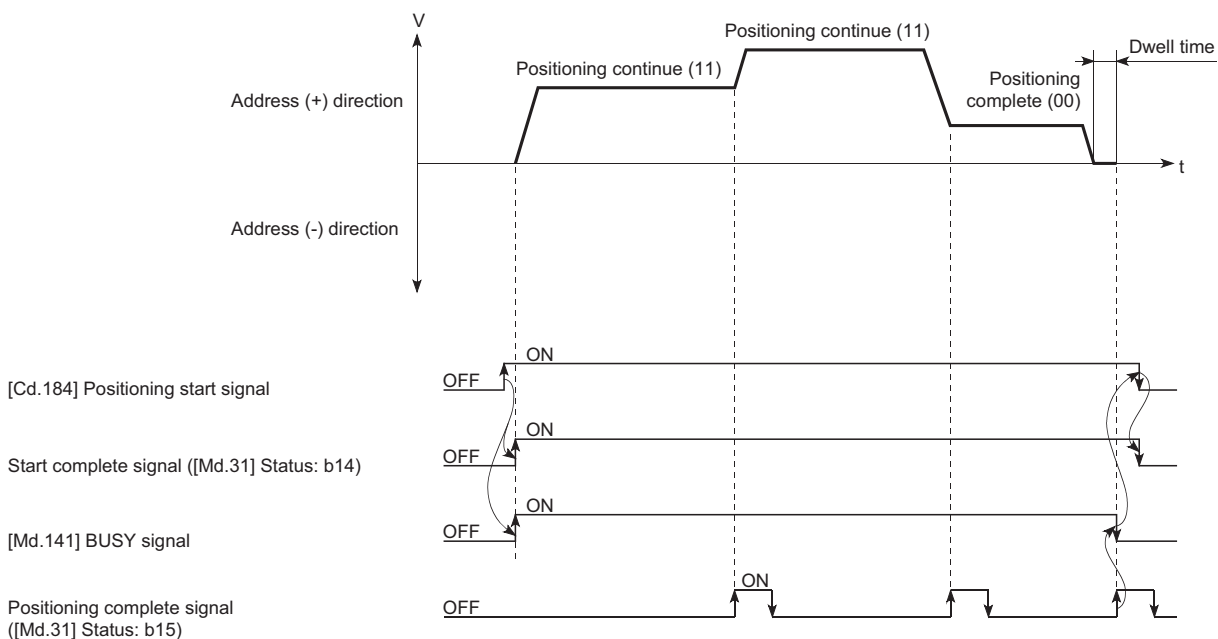 V
Positioning continue (11)
Dwell time
Positioning continue (11)
Positioning
complete (00)
Address (+) direction
t
Address (-) direction
ON
[Cd.184] Positioning start signal
OFF
ON
Start complete signal ([Md.31] Status: b14)
OFF
ON
[Md.141] BUSY signal
OFF
ON
Positioning complete signal
([Md.31] Status: b15)
OFF